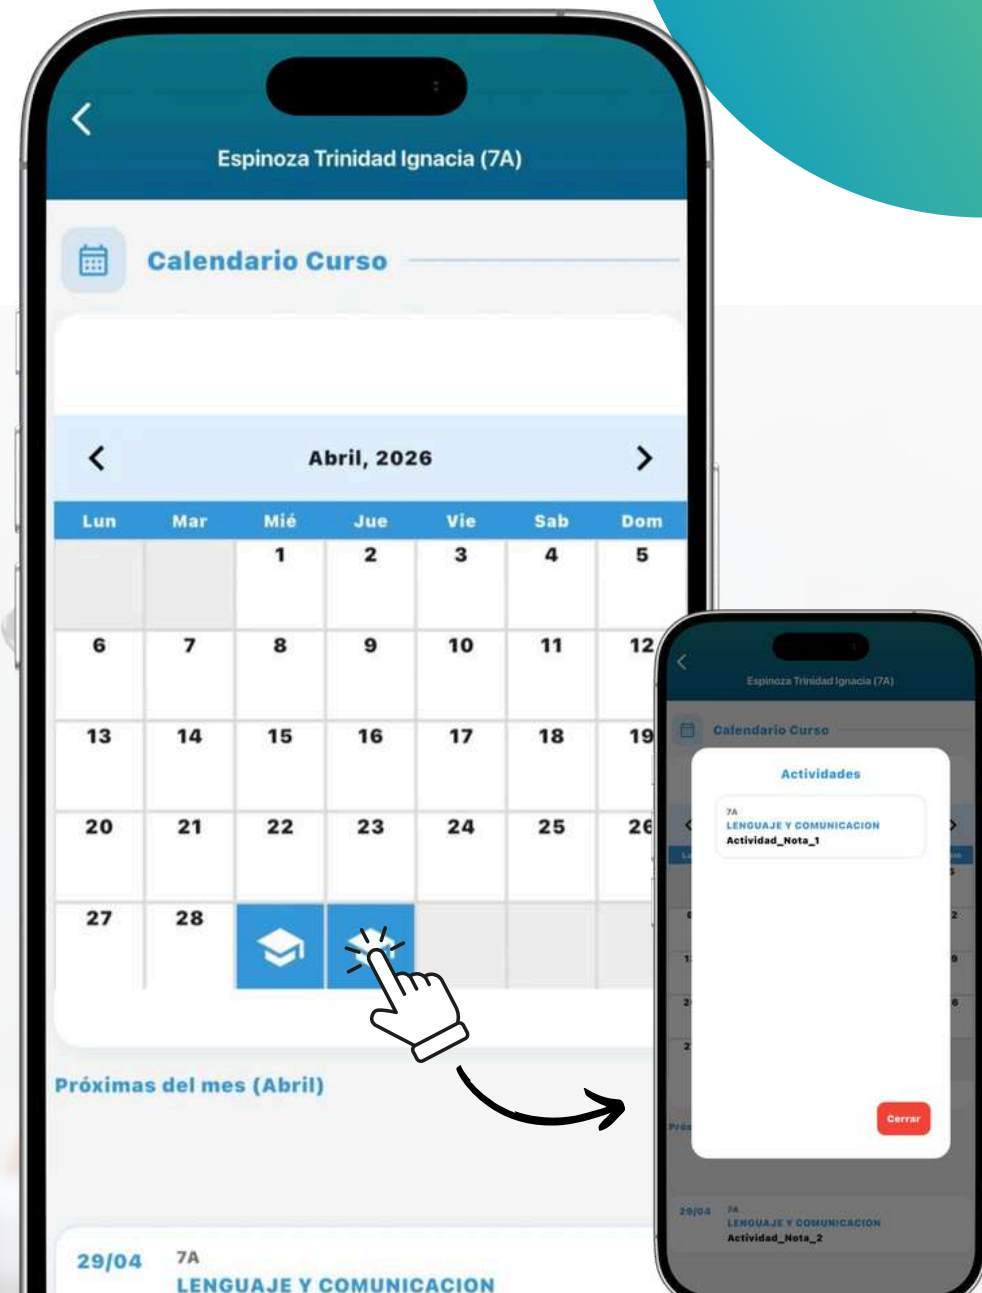 Espinoza Trinidad Ignacia (7A)
Calendario Curso
Abril, 2026
Lun Mar Mié Jue Vie Sab Dom
1 2 3 4 5
6 7 8 9 10 11 12
13 14 15 16 17 18 19
20 21 22 23 24 25 26
27 28
Próximas del mes (Abril)
29/04 7A
LENGUAJE Y COMUNICACION
Espinoza Trinidad Ignacia (7A)
Calendario Curso
Actividades
7A
LENGUAJE Y COMUNICACION
Actividad_Nota_1
Cerrar
29/04 7A
LENGUAJE Y COMUNICACION
Actividad_Nota_2